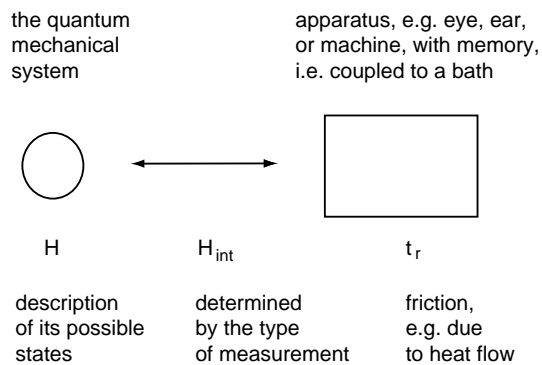 the quantum
mechanical
system
apparatus, e.g. eye, ear,
or machine, with memory,
i.e. coupled to a bath
H
H int
t r
description
of its possible
states
determined
by the type
of measurement
friction,
e.g. due
to heat flow